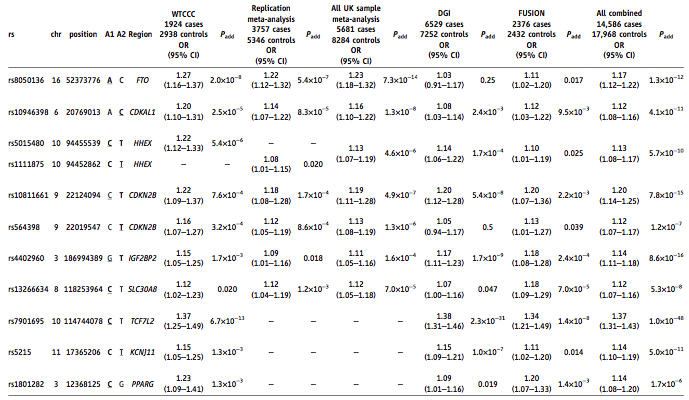 WTCCC Replication meta-analysis All UK sample meta-analysis DGI FUSION All combined
1924 cases 3757 cases 5681 cases 6529 cases 2376 cases 14,586 cases
rs chr position A1 A2 Region 2938 controls Padd 5346 controls Padd 8284 controls Padd 7252 controls Padd 2432 controls Padd 17,968 controls Padd
OR OR OR OR OR OR
(95% CI) (95% CI) (95% CI) (95% CI) (95% CI) (95% CI)
rs8050136 16 52373776 A C FTO 1.27 (1.16–1.37) 2.0×10−8 1.22 (1.12–1.32) 5.4×10−7 1.23 (1.18–1.32) 7.3×10−14 1.03 (0.91–1.17) 0.25 1.11 (1.02–1.20) 0.017 1.17 (1.12–1.22) 1.3×10−12
rs10946398 6 20769013 A C CDKAL1 1.20 (1.10–1.31) 2.5×10−5 1.14 (1.07–1.22) 8.3×10−5 1.16 (1.10–1.22) 1.3×10−8 1.08 (1.03–1.14) 2.4×10−3 1.12 (1.03–1.22) 9.5×10−3 1.12 (1.08–1.16) 4.1×10−11
rs5015480 10 94455539 C T HHEX 1.22 (1.12–1.33) 5.4×10−6 — —
1.13 (1.07–1.19) 4.6×10−6 1.14 (1.06–1.22) 1.7×10−4 1.10 (1.01–1.19) 0.025 1.13 (1.08–1.17) 5.7×10−10
rs1111875 10 94452862 C T HHEX — — 1.08 (1.01–1.15) 0.020
rs10811661 9 22124094 C T CDKN2B 1.22 (1.09–1.37) 7.6×10−4 1.18 (1.08–1.28) 1.7×10−4 1.19 (1.11–1.28) 4.9×10−7 1.20 (1.12–1.28) 5.4×10−8 1.20 (1.07–1.36) 2.2×10−3 1.20 (1.14–1.25) 7.8×10−15
rs564398 9 22019547 C T CDKN2B 1.16 (1.07–1.27) 3.2×10−4 1.12 (1.05–1.19) 8.6×10−4 1.13 (1.08–1.19) 1.3×10−6 1.05 (0.94–1.17) 0.5 1.13 (1.01–1.27) 0.039 1.12 (1.07–1.17) 1.2×10−7
rs4402960 3 186994389 G T IGF2BP2 1.15 (1.05–1.25) 1.7×10−3 1.09 (1.01–1.16) 0.018 1.11 (1.05–1.16) 1.6×10−4 1.17 (1.11–1.23) 1.7×10−9 1.18 (1.08–1.28) 2.4×10−4 1.14 (1.11–1.18) 8.6×10−16
rs13266634 8 118253964 C T SLC30A8 1.12 (1.02–1.23) 0.020 1.12 (1.04–1.19) 1.2×10−3 1.12 (1.05–1.18) 7.0×10−5 1.07 (1.00–1.16) 0.047 1.18 (1.09–1.29) 7.0×10−5 1.12 (1.07–1.16) 5.3×10−8
rs7901695 10 114744078 C T TCF7L2 1.37 (1.25–1.49) 6.7×10−13 — — — — 1.38 (1.31–1.46) 2.3×10−31 1.34 (1.21–1.49) 1.4×10−8 1.37 (1.31–1.43) 1.0×10−48
rs5215 11 17365206 C T KCNJ11 1.15 (1.05–1.25) 1.3×10−3 — — — — 1.15 (1.09–1.21) 1.0×10−7 1.11 (1.02–1.20) 0.014 1.14 (1.10–1.19) 5.0×10−11
rs1801282 3 12368125 C G PPARG 1.23 (1.09–1.41) 1.3×10−3 — — — — 1.09 (1.01–1.16) 0.019 1.20 (1.07–1.33) 1.4×10−3 1.14 (1.08–1.20) 1.7×10−6